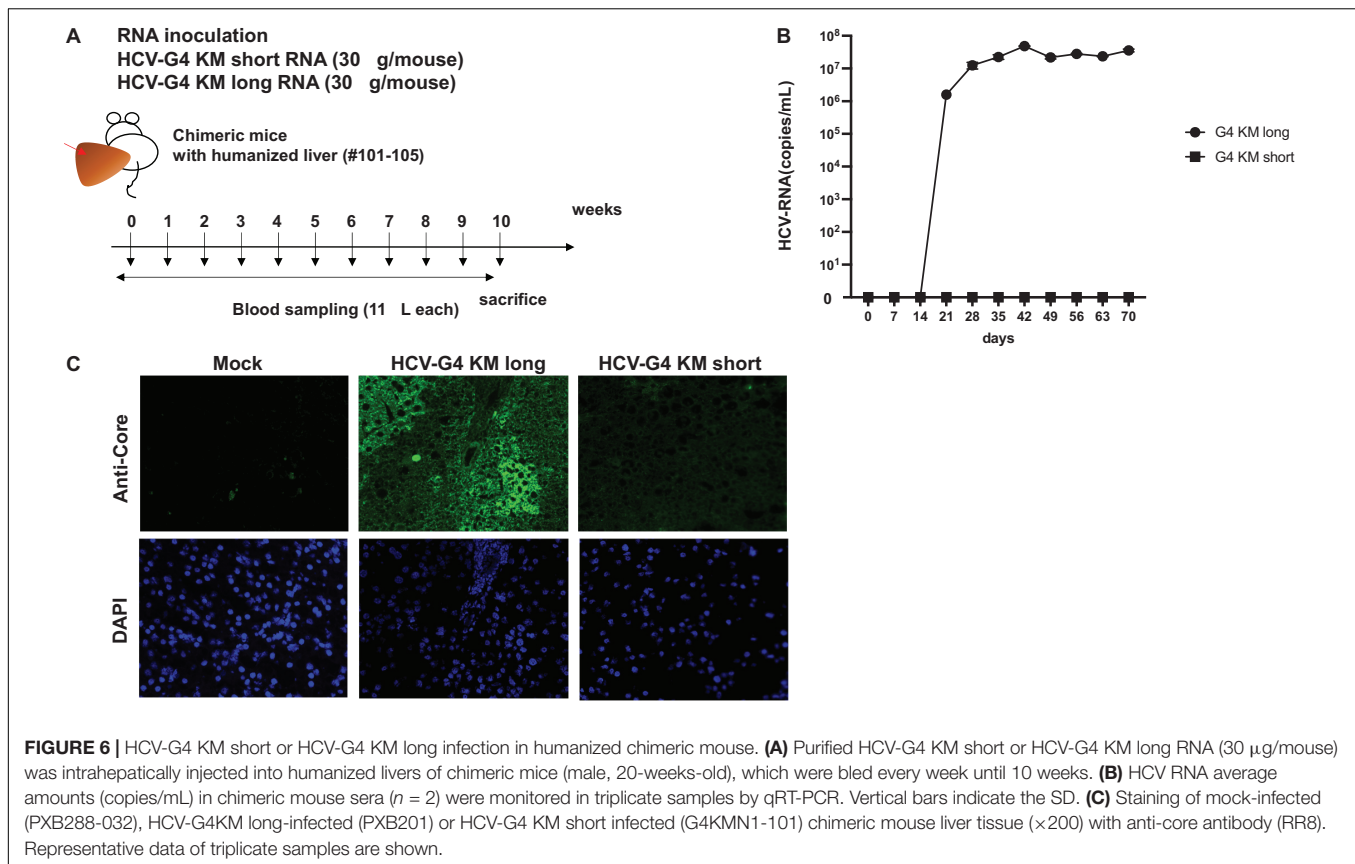 A
RNA inoculation
HCV-G4 KM short RNA (30 g/mouse)
HCV-G4 KM long RNA (30 g/mouse)
Chimeric mice
with humanized liver (#101-105)
weeks
0 1 2 3 4 5 6 7 8 9 10
Blood sampling (11 L each)
sacrifice
B
HCV-RNA(copies/mL)
10⁸
10⁷
10⁶
10⁵
10⁴
10³
10²
10¹
0
0 7 14 21 28 35 42 49 56 63 70
days
G4 KM long
G4 KM short
C
Mock HCV-G4 KM long HCV-G4 KM short
Anti-Core
DAPI
FIGURE 6 | HCV-G4 KM short or HCV-G4 KM long infection in humanized chimeric mouse. (A) Purified HCV-G4 KM short or HCV-G4 KM long RNA (30 μg/mouse)
was intrahepatically injected into humanized livers of chimeric mice (male, 20-weeks-old), which were bled every week until 10 weeks. (B) HCV RNA average
amounts (copies/mL) in chimeric mouse sera (n = 2) were monitored in triplicate samples by qRT-PCR. Vertical bars indicate the SD. (C) Staining of mock-infected
(PXB288-032), HCV-G4KM long-infected (PXB201) or HCV-G4 KM short infected (G4KMN1-101) chimeric mouse liver tissue (×200) with anti-core antibody (RR8).
Representative data of triplicate samples are shown.